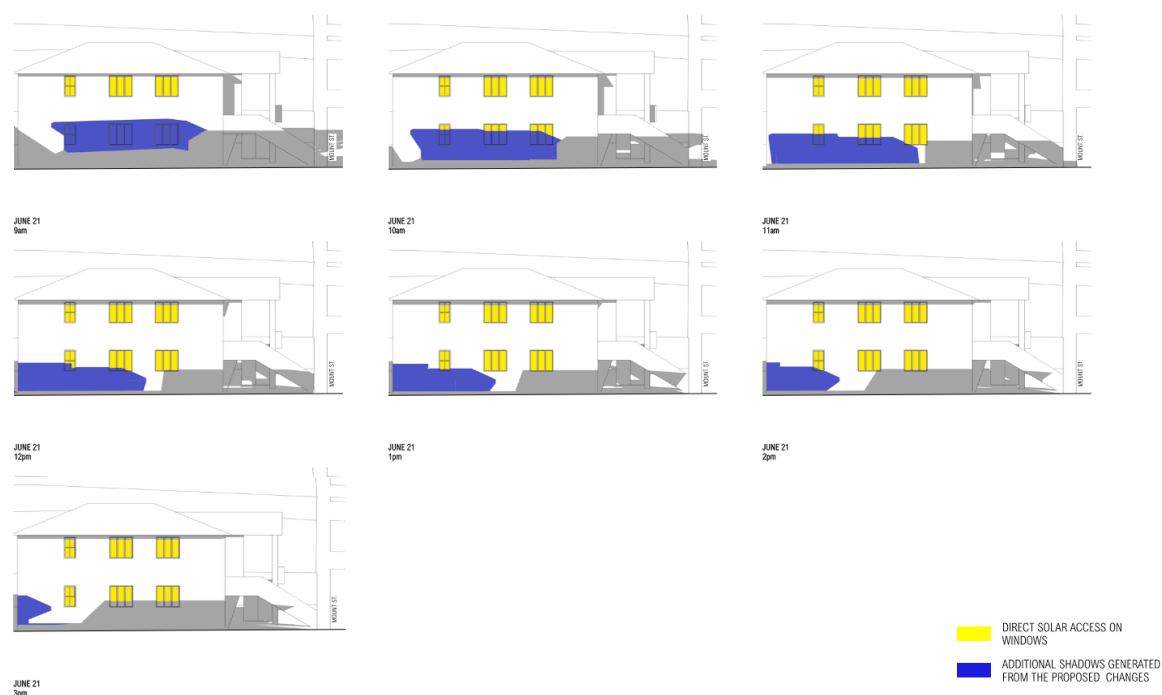 MOUNT ST.
JUNE 21
9am
MOUNT ST.
JUNE 21
10am
MOUNT ST.
JUNE 21
11am
MOUNT ST.
JUNE 21
12pm
MOUNT ST.
JUNE 21
1pm
MOUNT ST.
JUNE 21
2pm
MOUNT ST.
JUNE 21
3pm
DIRECT SOLAR ACCESS ON
WINDOWS
ADDITIONAL SHADOWS GENERATED
FROM THE PROPOSED CHANGES